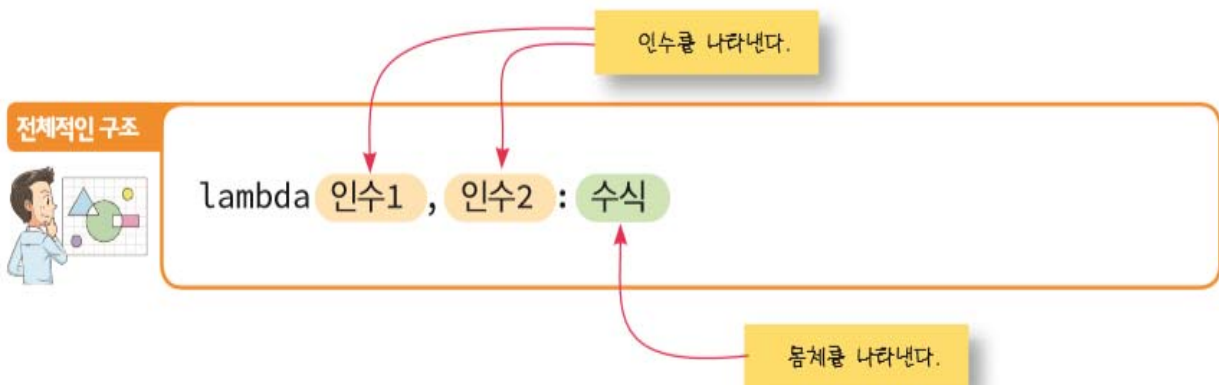 인수를 나타낸다.
전체적인 구조
lambda 인수1 , 인수2 : 수식
몸체를 나타낸다.